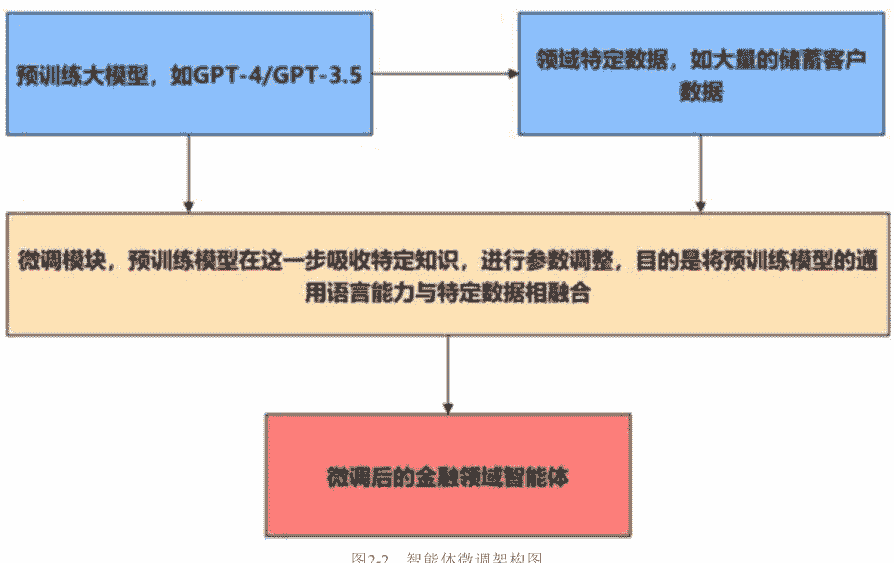 预训练大模型，如GPT-4/GPT-3.5
领域特定数据，如大量的储蓄客户
数据
微调模块，预训练模型在这一步吸收特定知识，进行参数调整，目的是将预训练模型的通
用语言能力与特定数据相融合
微调后的金融领域智能体
图2-2 智能体微调架构图